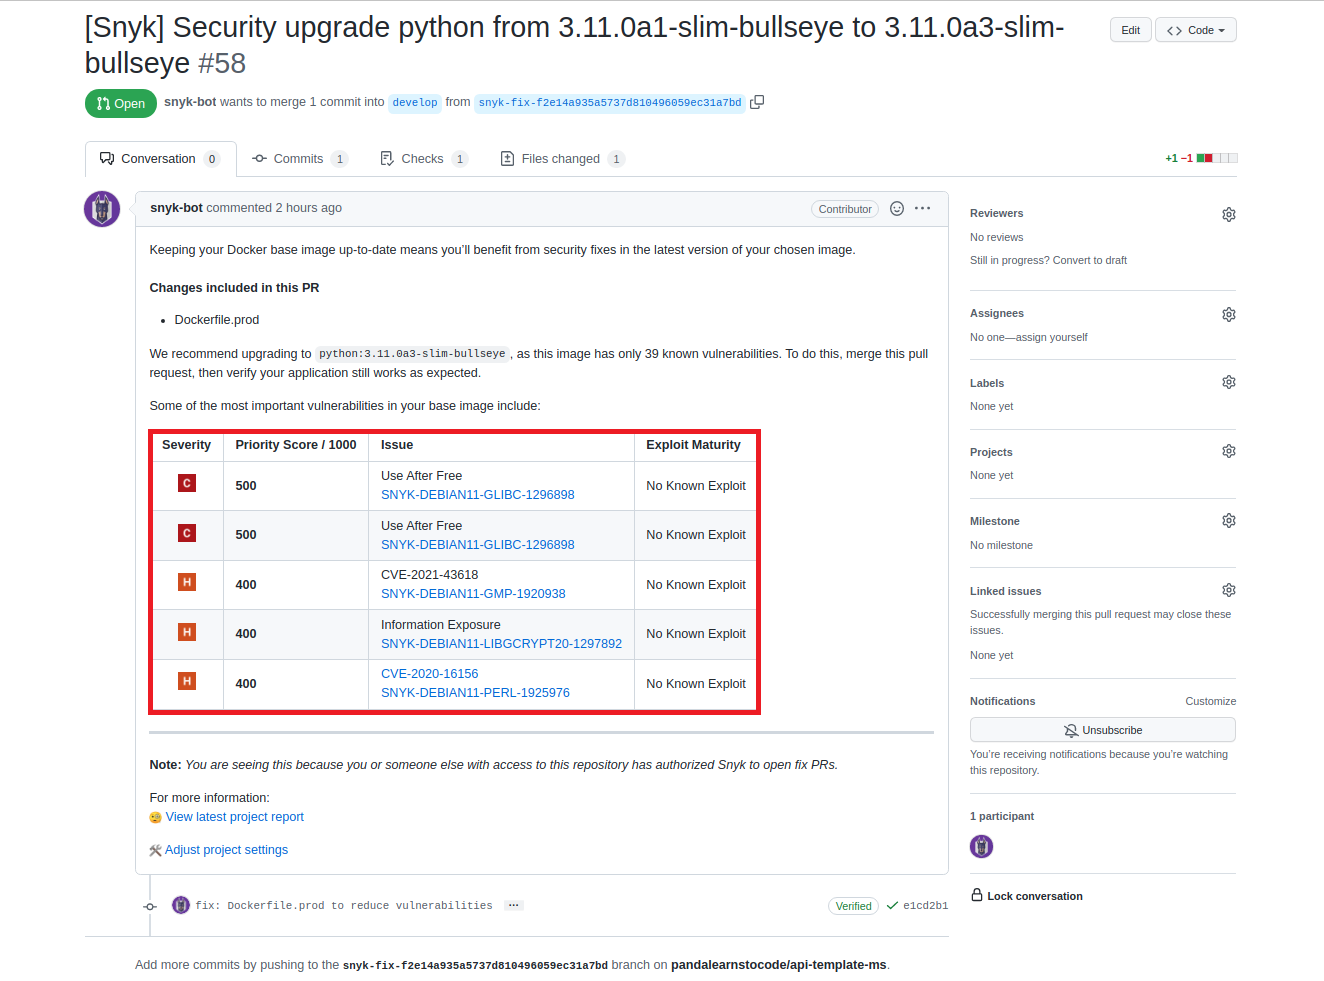 [Snyk] Security upgrade python from 3.11.0a1-slim-bullseye to 3.11.0a3-slim-
bullseye #58
Edit
Code
Open
snyk-bot wants to merge 1 commit into develop from snyk-fix-f2e14a935a5737d810496059ec31a7bd
Conversation 0
Commits 1
Checks 1
Files changed 1
+1 −1
snyk-bot commented 2 hours ago
Contributor
Keeping your Docker base image up-to-date means you’ll benefit from security fixes in the latest version of your chosen image.
Changes included in this PR
• Dockerfile.prod
We recommend upgrading to python:3.11.0a3-slim-bullseye, as this image has only 39 known vulnerabilities. To do this, merge this pull
request, then verify your application still works as expected.
Some of the most important vulnerabilities in your base image include:
Severity Priority Score / 1000 Issue Exploit Maturity
C 500 Use After Free
SNYK-DEBIAN11-GLIBC-1296898 No Known Exploit
C 500 Use After Free
SNYK-DEBIAN11-GLIBC-1296898 No Known Exploit
H 400 CVE-2021-43618
SNYK-DEBIAN11-GMP-1920938 No Known Exploit
H 400 Information Exposure
SNYK-DEBIAN11-LIBGCRYPT20-1297892 No Known Exploit
H 400 CVE-2020-16156
SNYK-DEBIAN11-PERL-1925976 No Known Exploit
Note: You are seeing this because you or someone else with access to this repository has authorized Snyk to open fix PRs.
For more information:
🧐 View latest project report
🛠 Adjust project settings
fix: Dockerfile.prod to reduce vulnerabilities ···
Verified
e1cd2b1
Add more commits by pushing to the snyk-fix-f2e14a935a5737d810496059ec31a7bd branch on pandalearnstocode/api-template-ms.
Reviewers
No reviews
Still in progress? Convert to draft
Assignees
No one—assign yourself
Labels
None yet
Projects
None yet
Milestone
No milestone
Linked issues
Successfully merging this pull request may close these
issues.
None yet
Notifications
Customize
Unsubscribe
You’re receiving notifications because you’re watching
this repository.
1 participant
Lock conversation